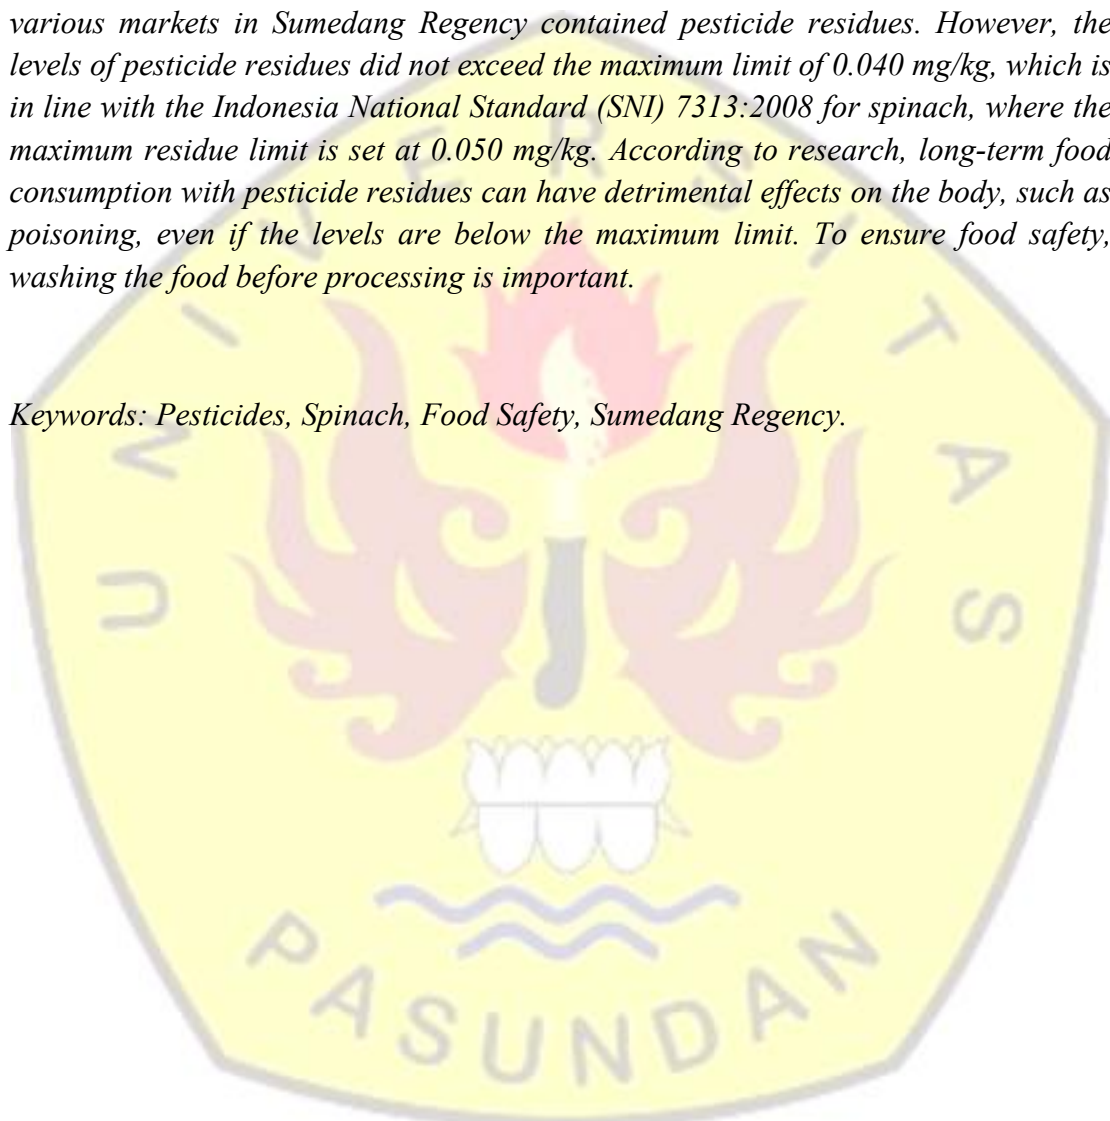 various markets in Sumedang Regency contained pesticide residues. However, the
levels of pesticide residues did not exceed the maximum limit of 0.040 mg/kg, which is
in line with the Indonesia National Standard (SNI) 7313:2008 for spinach, where the
maximum residue limit is set at 0.050 mg/kg. According to research, long-term food
consumption with pesticide residues can have detrimental effects on the body, such as
poisoning, even if the levels are below the maximum limit. To ensure food safety,
washing the food before processing is important.
Keywords: Pesticides, Spinach, Food Safety, Sumedang Regency.
UNIVERSITAS
PASUNDAN